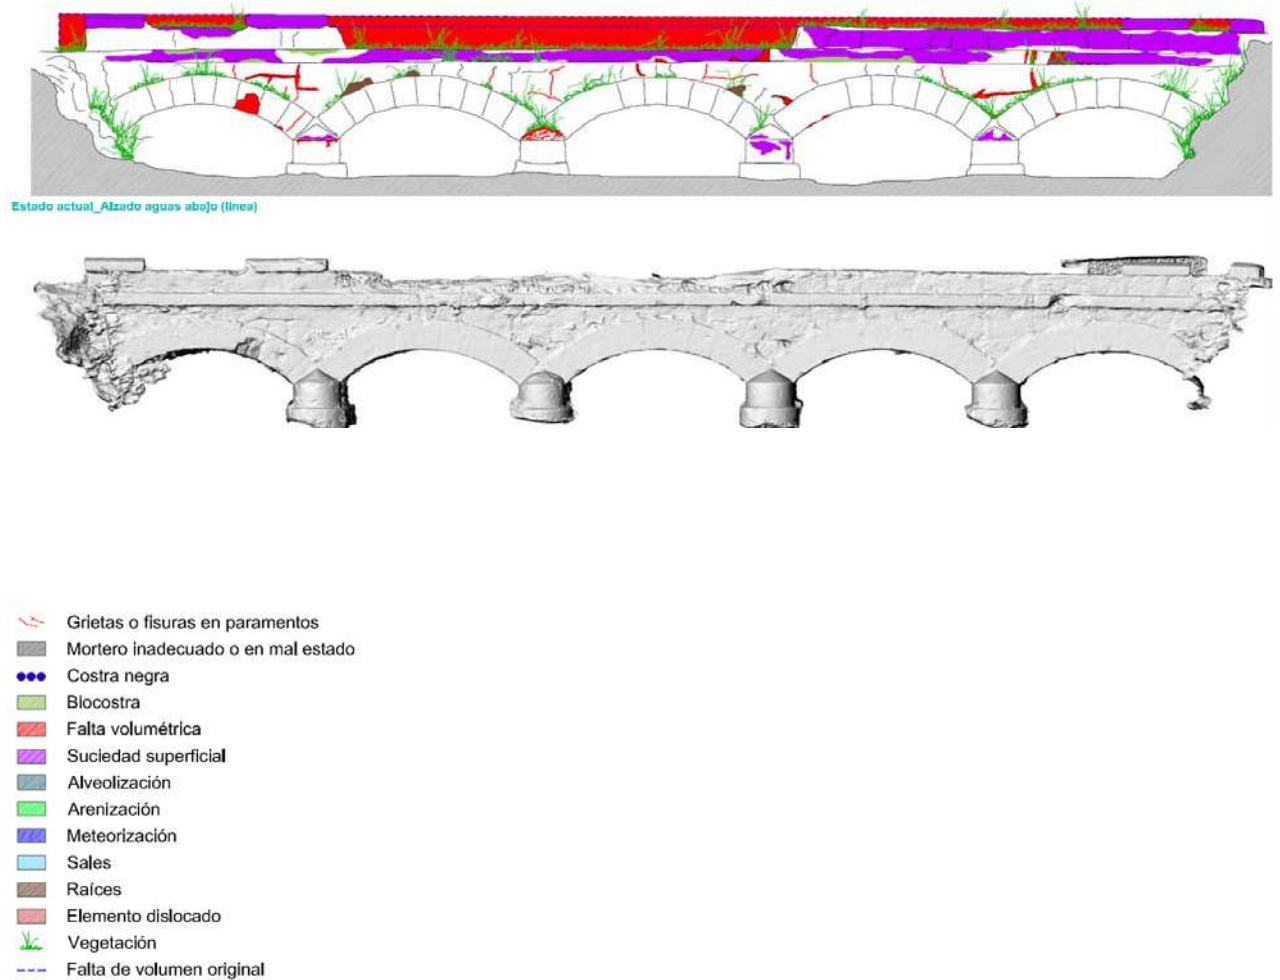 Estado actual_Alzado aguas abajo (línea)
Grietas o fisuras en paramentos
Mortero inadecuado o en mal estado
Costra negra
Biocostra
Falta volumétrica
Suciedad superficial
Alveolización
Arenización
Meteorización
Sales
Raíces
Elemento dislocado
Vegetación
Falta de volumen original